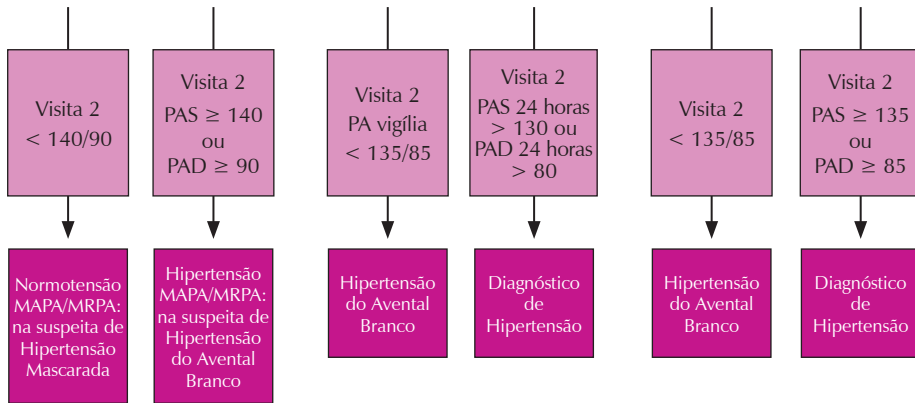 Visita 2
< 140/90
Visita 2
PAS ≥ 140
ou
PAD ≥ 90
Visita 2
PA vigília
< 135/85
Visita 2
PAS 24 horas
> 130 ou
PAD 24 horas
> 80
Visita 2
< 135/85
Visita 2
PAS ≥ 135
ou
PAD ≥ 85
Normotensão
MAPA/MRPA:
na suspeita de
Hipertensão
Mascarada
Hipertensão
MAPA/MRPA:
na suspeita de
Hipertensão
do Avental
Branco
Hipertensão
do Avental
Branco
Diagnóstico
de
Hipertensão
Hipertensão
do Avental
Branco
Diagnóstico
de
Hipertensão